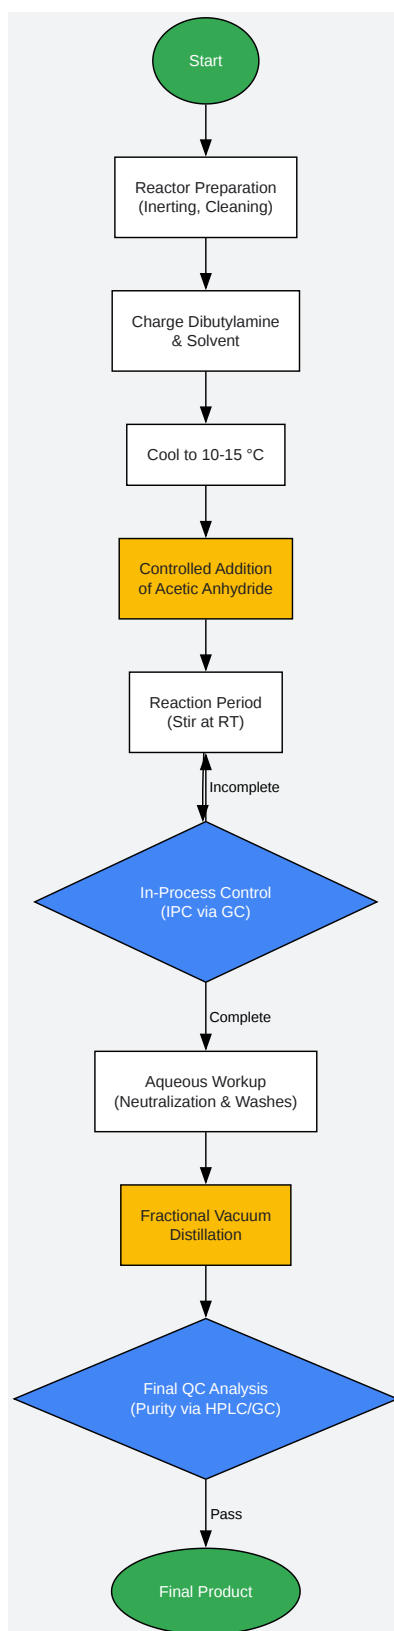 Start
Reactor Preparation
(Inerting, Cleaning)
Charge Dibutylamine
& Solvent
Cool to 10-15 °C
Controlled Addition
of Acetic Anhydride
Reaction Period
(Stir at RT)
Incomplete
In-Process Control
(IPC via GC)
Complete
Aqueous Workup
(Neutralization & Washes)
Fractional Vacuum
Distillation
Final QC Analysis
(Purity via HPLC/GC)
Pass
Final Product